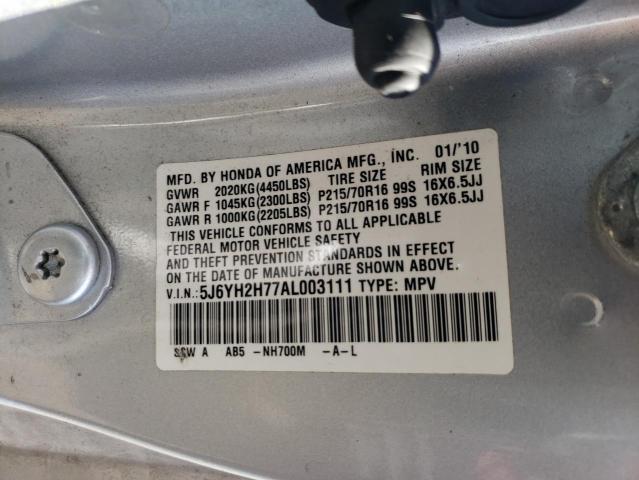 MFD. BY HONDA OF AMERICA MFG., INC. 01/'10
GVWR 2020KG(4450LBS) TIRE SIZE RIM SIZE
GAWR F 1045KG(2300LBS) P215/70R16 99S 16X6.5JJ
GAWR R 1000KG(2205LBS) P215/70R16 99S 16X6.5JJ
THIS VEHICLE CONFORMS TO ALL APPLICABLE
FEDERAL MOTOR VEHICLE SAFETY
AND THEFT PREVENTION STANDARDS IN EFFECT
ON THE DATE OF MANUFACTURE SHOWN ABOVE.
V.I.N.:5J6YH2H77AL003111 TYPE: MPV
A AB5 -NH700M -A-L